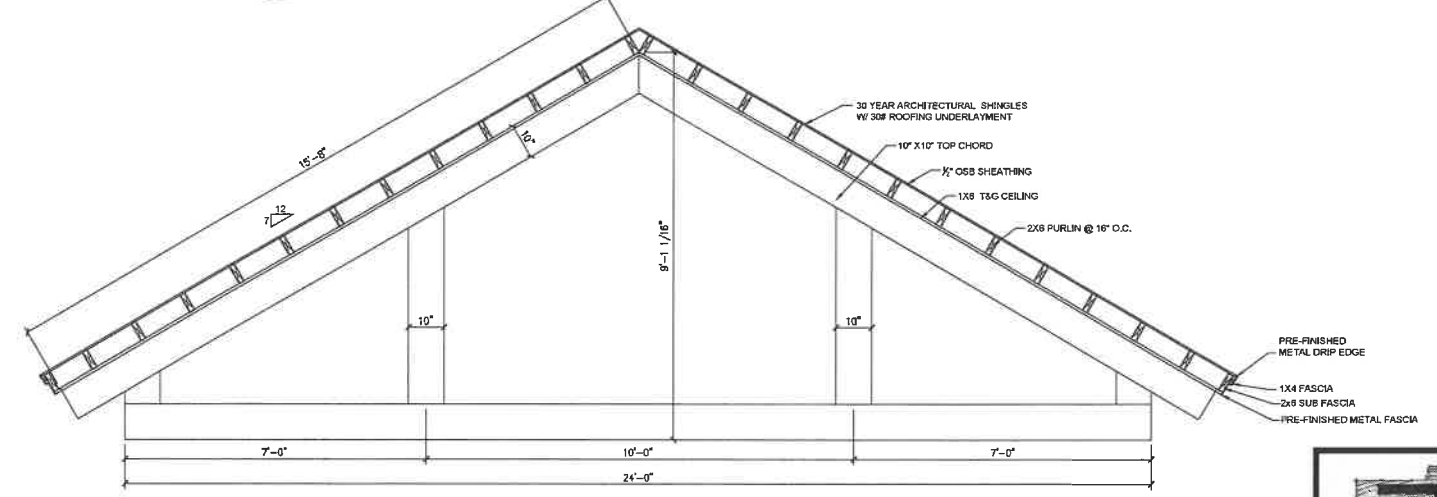 30 YEAR ARCHITECTURAL SHINGLES
W/ 30# ROOFING UNDERLAYMENT
10" X10" TOP CHORD
½" OSB SHEATHING
1X6 T&G CEILING
2X6 PURLIN @ 16" O.C.
15'-8"
10"
12
7
9'-1 1/16"
10"
10"
PRE-FINISHED
METAL DRIP EDGE
1X4 FASCIA
2x6 SUB FASCIA
PRE-FINISHED METAL FASCIA
7'-0"
10'-0"
7'-0"
24'-0"